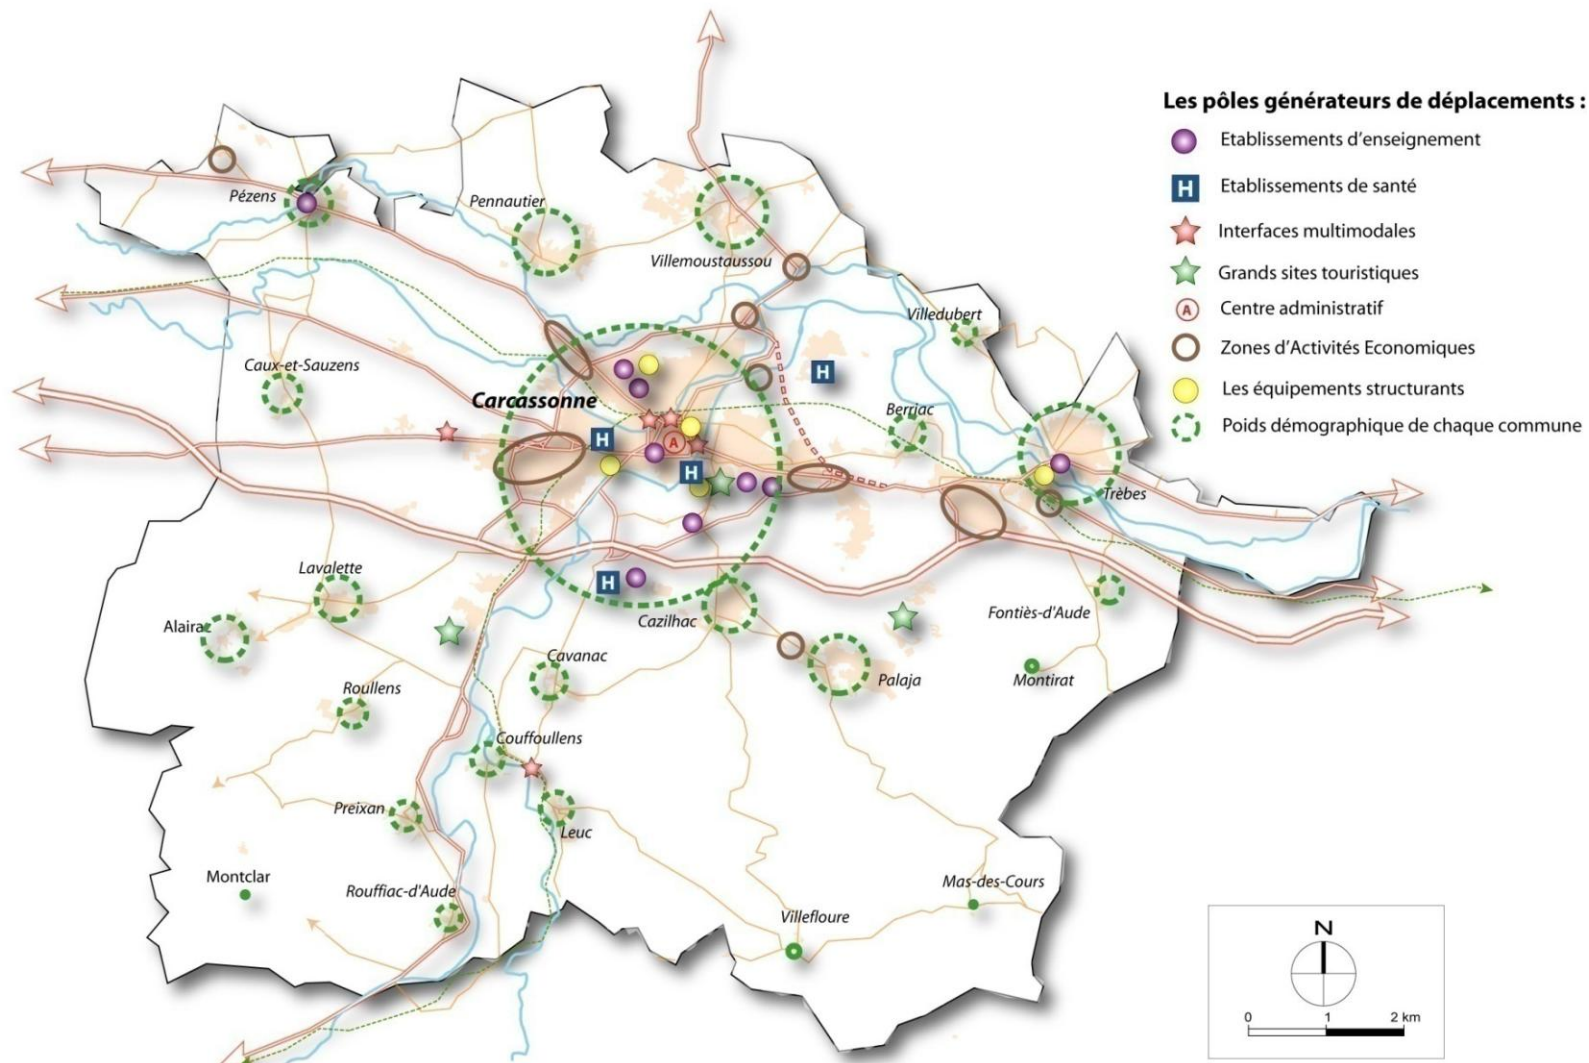 Les pôles générateurs de déplacements :
Etablissements d'enseignement
H
Etablissements de santé
Interfaces multimodales
Grands sites touristiques
A
Centre administratif
Zones d'Activités Economiques
Les équipements structurants
Poids démographique de chaque commune
Pézens
Pennautier
Villemoustaussou
Villedubert
Caux-et-Sauzens
H
Carcassonne
Berriac
H
A
H
Trèbes
Lavalette
H
Fontiès-d'Aude
Alairac
Cazilhac
Cavanac
Palaja
Montirat
Roullens
Couffoullens
Preixan
Leuc
Montclar
Rouffiac-d'Aude
Mas-des-Cours
Villefloure
N
0 1 2 km